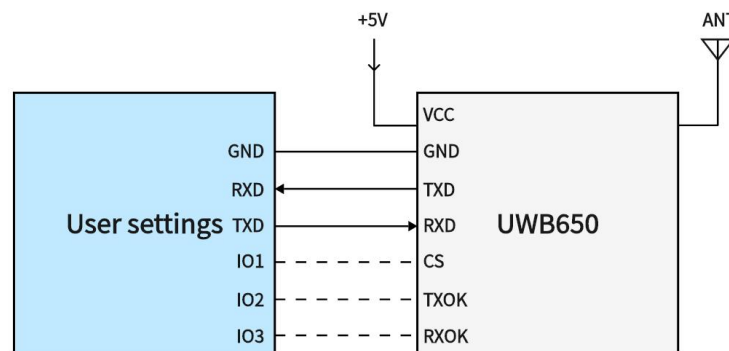 +5V
ANT
VCC
GND GND
RXD TXD
User settings TXD RXD UWB650
IO1 CS
IO2 TXOK
IO3 RXOK